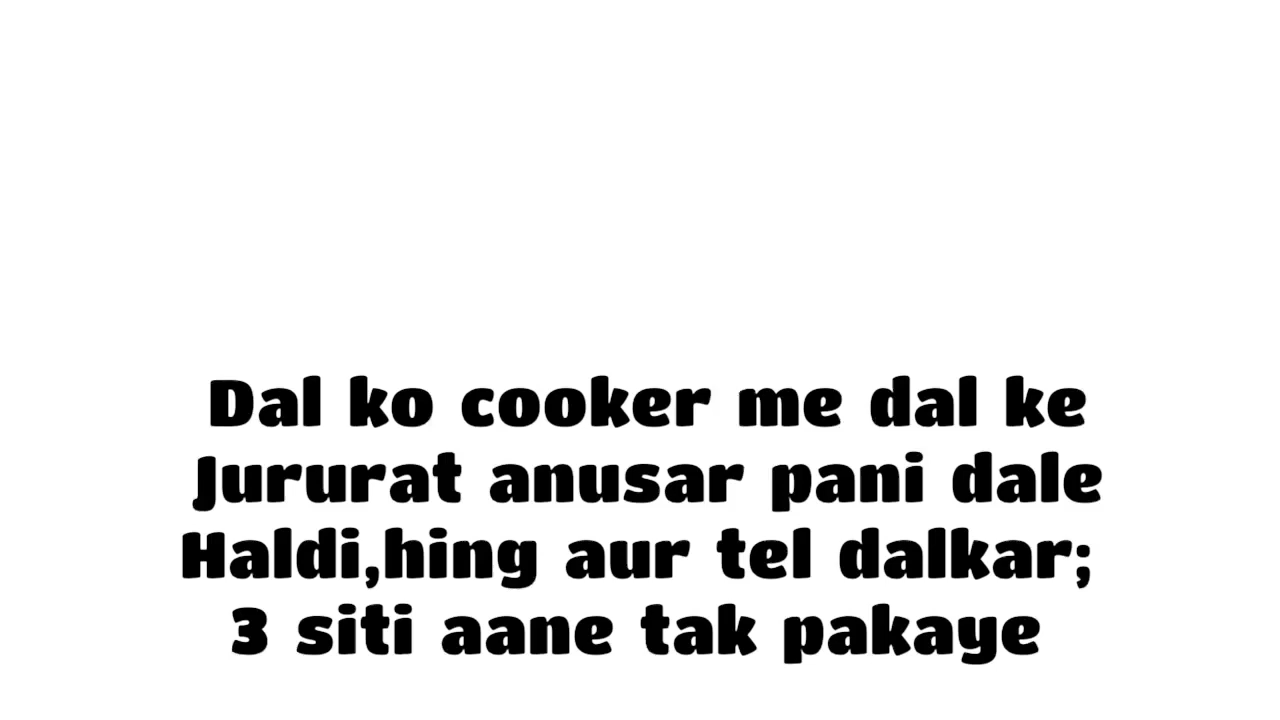 Dal ko cooker me dal ke
Jururat anusar pani dale
Haldi,hing aur tel dalkar;
3 siti aane tak pakaye